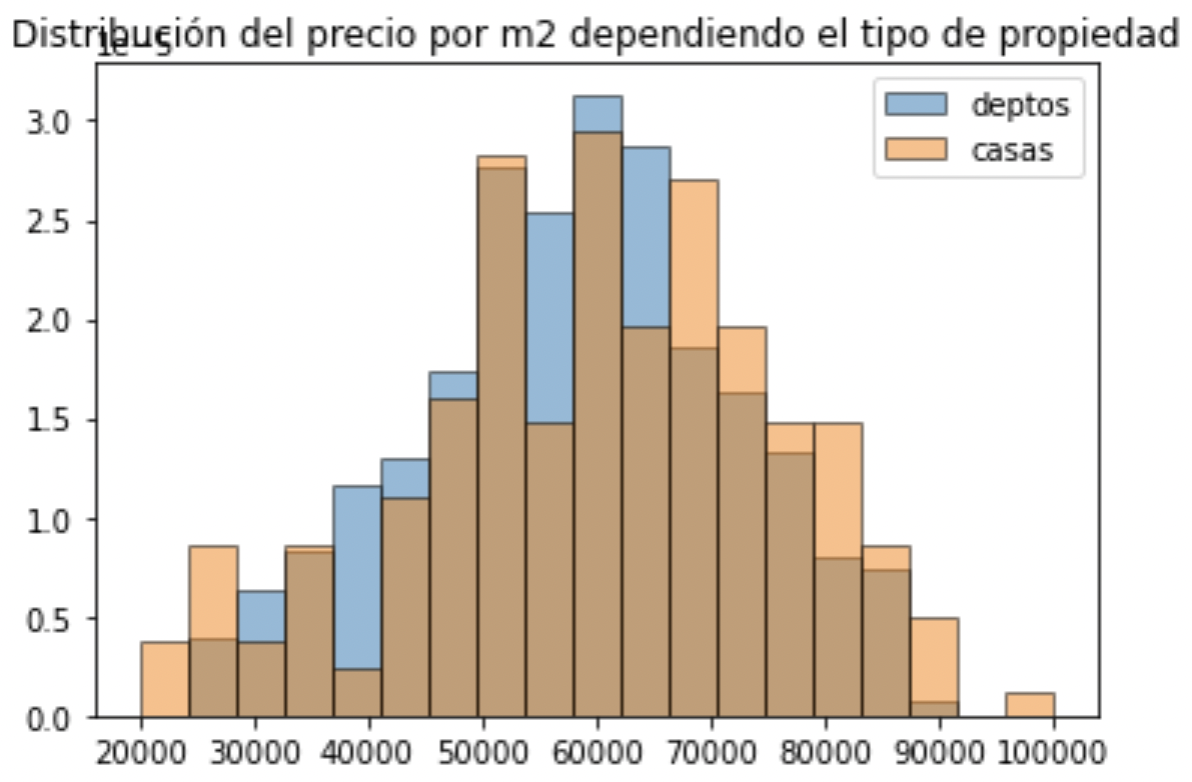 Distribución del precio por m2 dependiendo el tipo de propiedad
1e−5
deptos
casas
3.0
2.5
2.0
1.5
1.0
0.5
0.0
20000 30000 40000 50000 60000 70000 80000 90000 100000